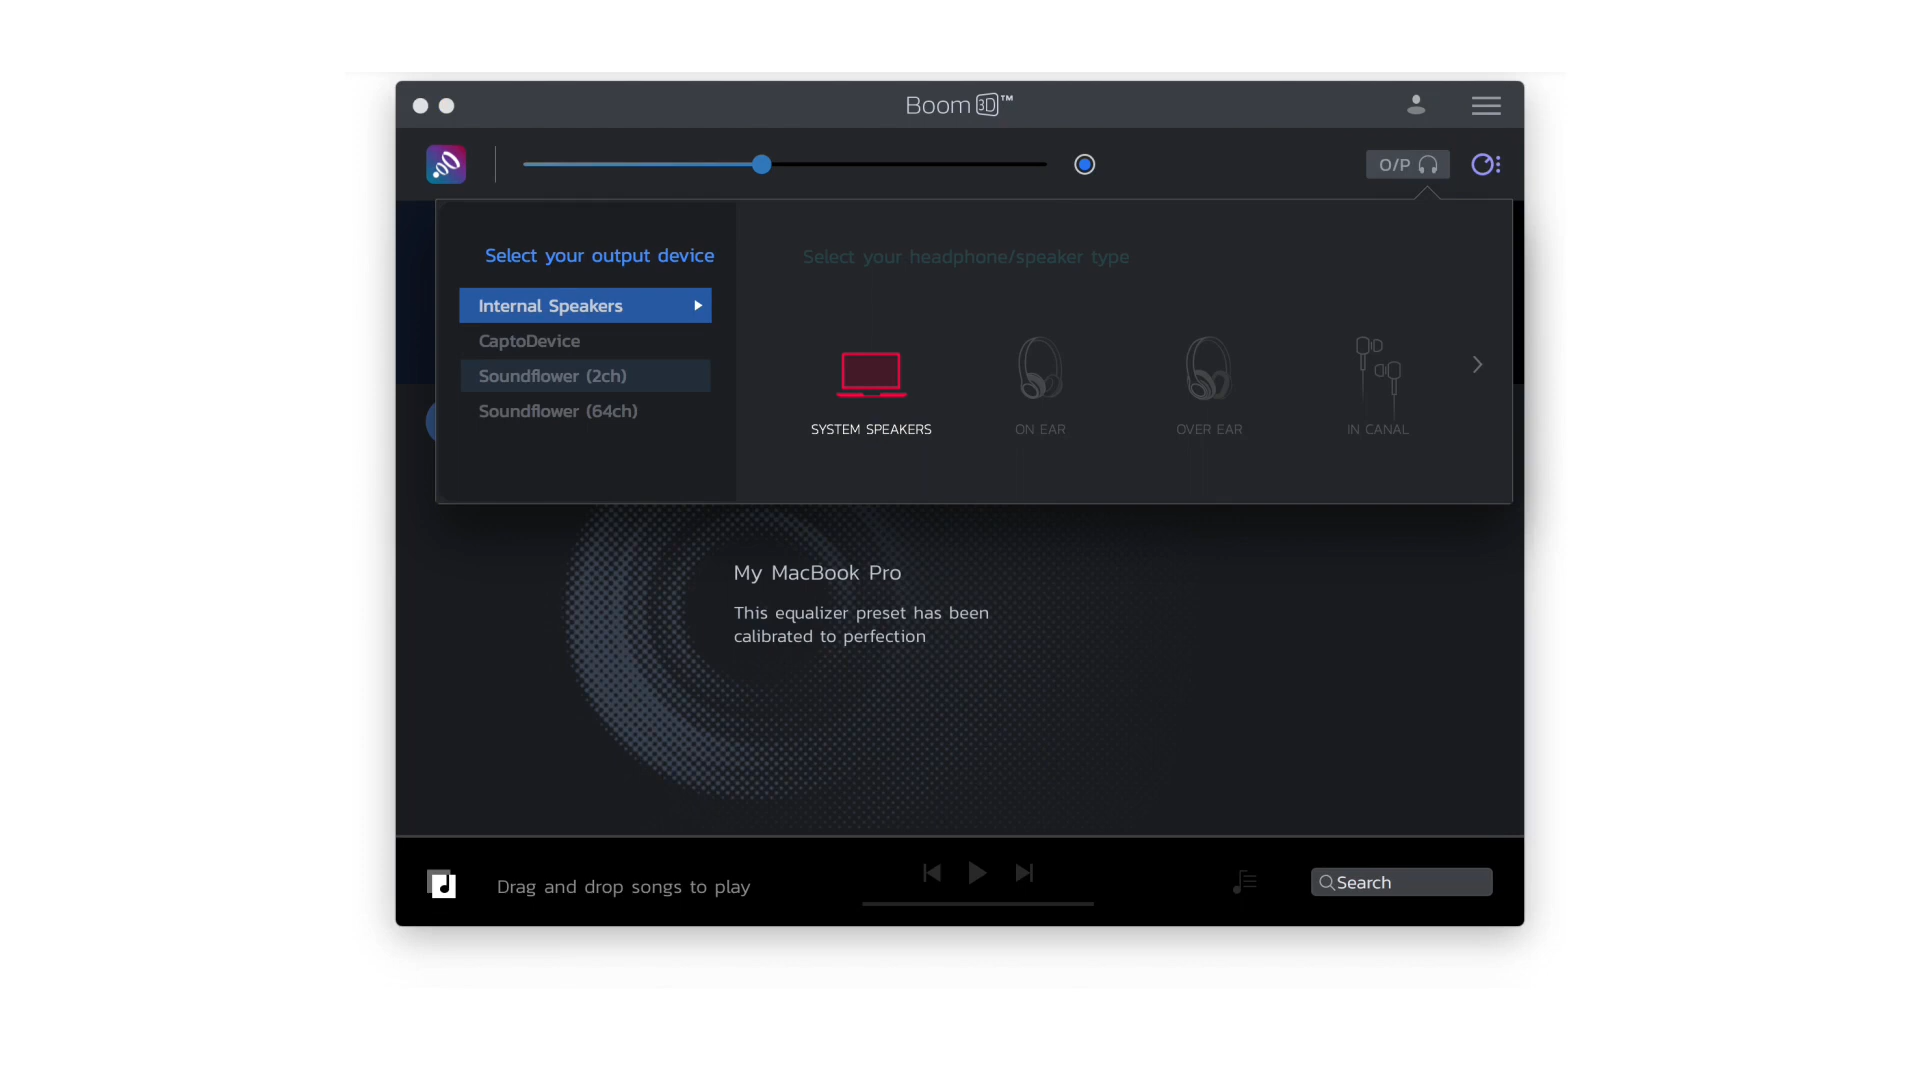 Boom 3D™
O/P
Select your output device
Select your headphone/speaker type
Internal Speakers
CaptoDevice
Soundflower (2ch)
Soundflower (64ch)
SYSTEM SPEAKERS
ON EAR
OVER EAR
IN CANAL
My MacBook Pro
This equalizer preset has been
calibrated to perfection
Drag and drop songs to play
Search